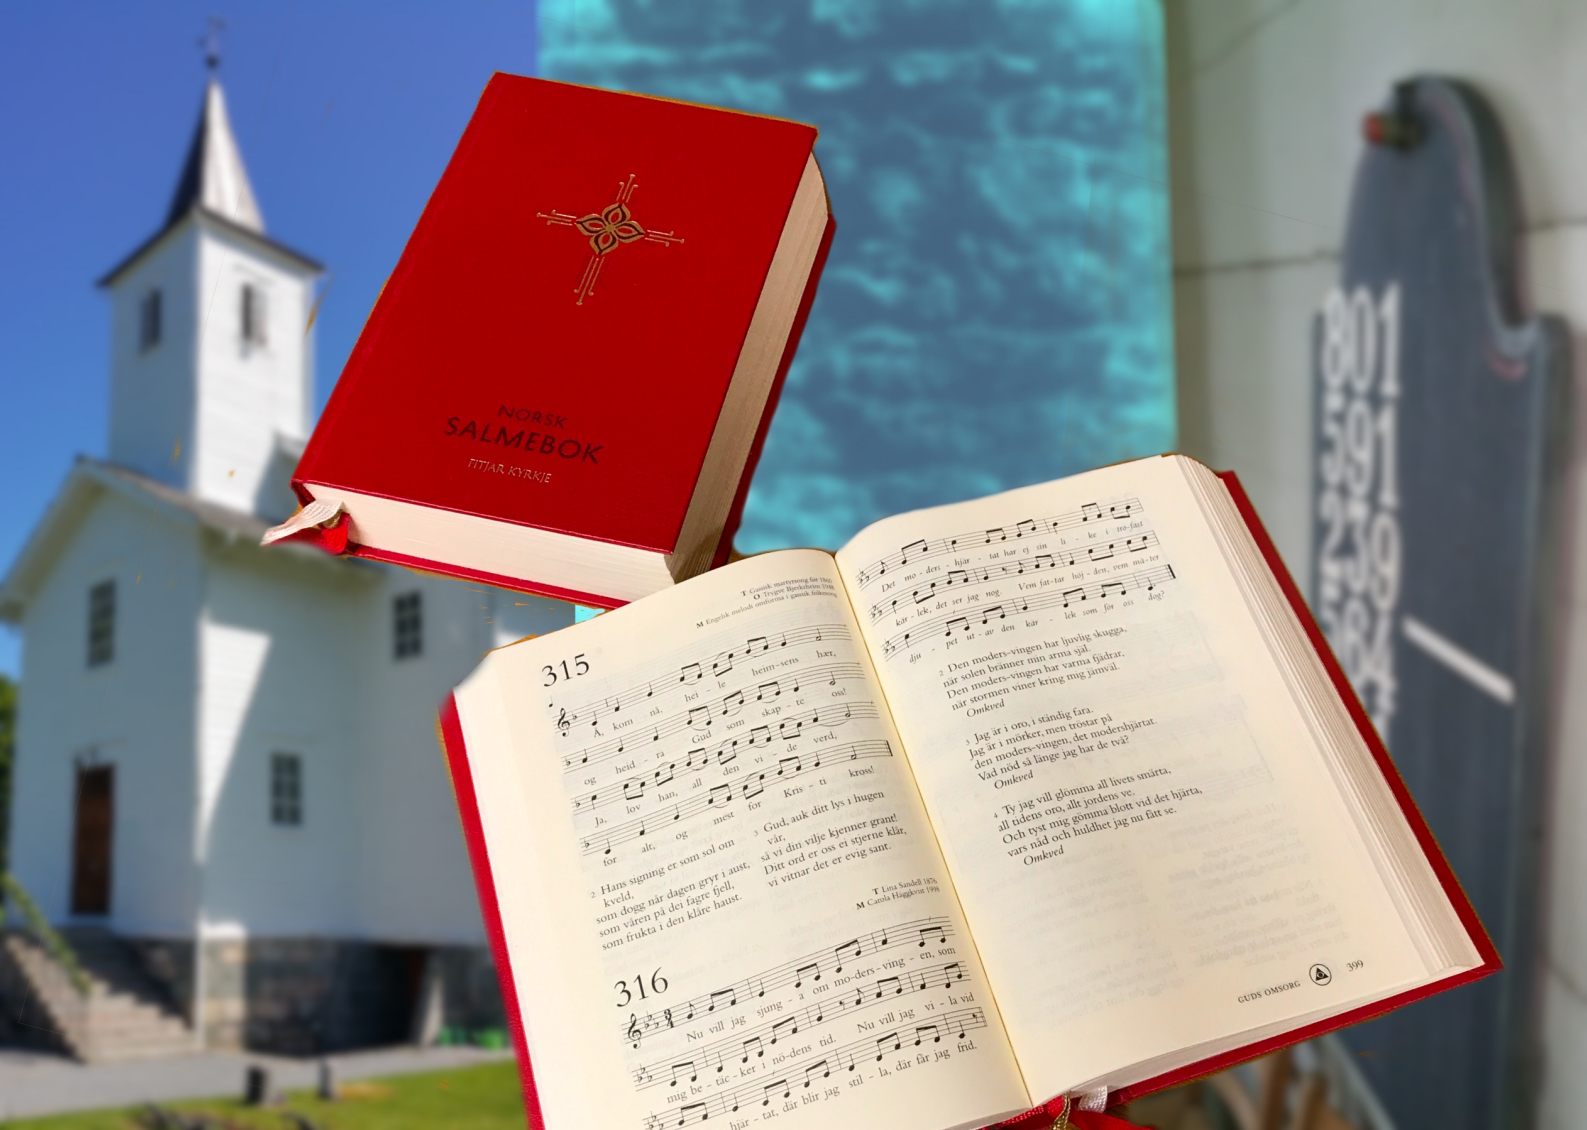 NORSK
SALMEBOK
FITJAR KYRKJE
801
591
239
T Gammalt
315
Å, kom nå, hei - le heim-sens hær,
og heid - ra Gud som skap - te oss!
Ja, lov han, all den vi - de verd,
for alt, og mest for Kris - ti kross!
2 Hans signing er som sol om
kveld,
som dogg når dagen gryr i aust,
som våren på dei fagre fjell,
som frukta i den klåre haust.
3 Gud, auk ditt lys i hugen
vår,
så vi din vilje kjenner grant!
Ditt ord er oss ei stjerne klår,
vi vitnar det er evig sant.
T Lina Sandell 1876
M Carola Häggkvist 1998
316
Nu vill jag sjung - a om mo-ders-ving - en, som
mig be - täc - ker i nö-dens tid. Nu vill jag vi - la vid
hjär - tat, där blir jag stil - la, där får jag frid.
Det mo - ders - hjär - tat har ej sin li - ke i tro-fast
kär - lek, det ser jag nog. Vem fat-tar höj - den, vem mä-ter
dju - pet ut - av den kär - lek som för oss dog?
2 Den moders-vingen har ljuvlig skugga,
när solen bränner min arma själ.
Den moders-vingen har varma fjädrar,
när stormen viner kring mig jämväl.
Omkved
3 Jag är i oro, i ständig fara.
Jag är i mörker, men tröstar på
den moders-vingen, det modershjärtat.
Vad nöd så länge jag har de två?
Omkved
4 Ty jag vill glömma all livets smärta,
all tidens oro, allt jordens ve.
Och tyst mig gömma blott vid det hjärta,
vars nåd och huldhet jag nu fått se.
Omkved
GUDS OMSORG 399